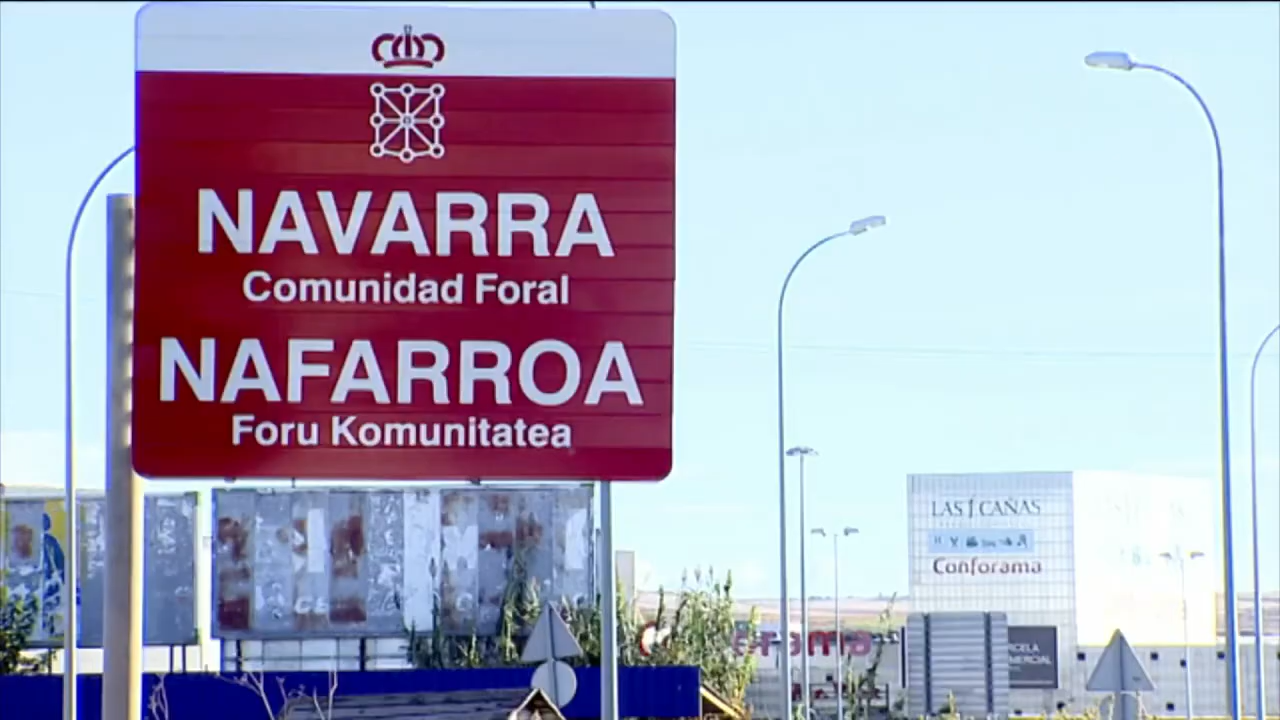 NAVARRA
Comunidad Foral
NAFARROA
Foru Komunitatea
LAS CAÑAS
Conforama